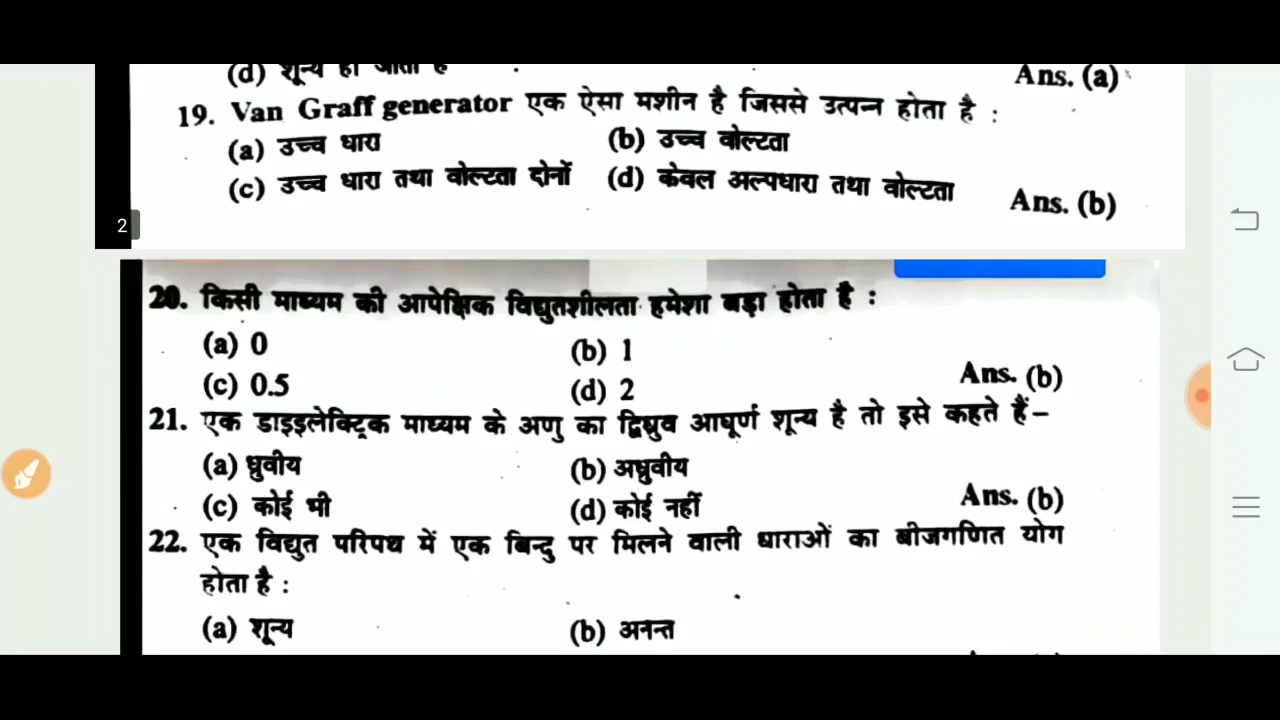 (d) शून्य हो जाता है
Ans. (a)
19. Van Graff generator एक ऐसा मशीन है जिससे उत्पन्न होता है :
(a) उच्च धारा (b) उच्च वोल्टता
(c) उच्च धारा तथा वोल्टता दोनों (d) केवल अल्पधारा तथा वोल्टता
Ans. (b)
2
20. किसी माध्यम की आपेक्षिक विद्युतशीलता हमेशा बड़ा होता है :
(a) 0 (b) 1
(c) 0.5 (d) 2 Ans. (b)
21. एक डाइइलेक्ट्रिक माध्यम के अणु का द्विध्रुव आघूर्ण शून्य है तो इसे कहते हैं–
(a) ध्रुवीय (b) अध्रुवीय
(c) कोई भी (d) कोई नहीं Ans. (b)
22. एक विद्युत परिपथ में एक बिन्दु पर मिलने वाली धाराओं का बीजगणित योग
होता है :
(a) शून्य (b) अनन्त